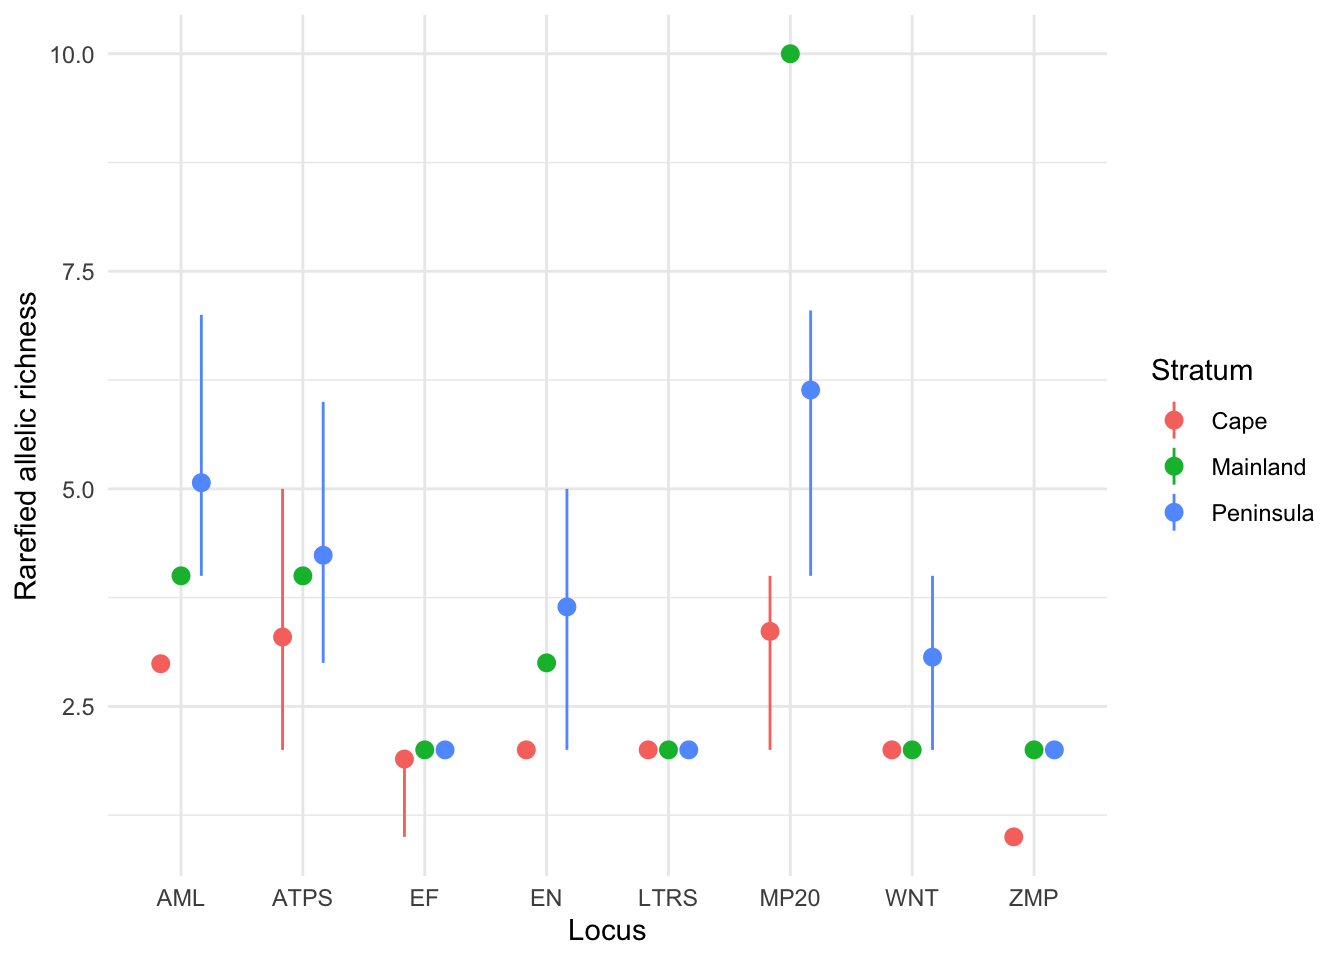 10.0
7.5
5.0
2.5
Rarefied allelic richness
AML ATPS EF EN LTRS MP20 WNT ZMP
Locus
Stratum
Cape
Mainland
Peninsula